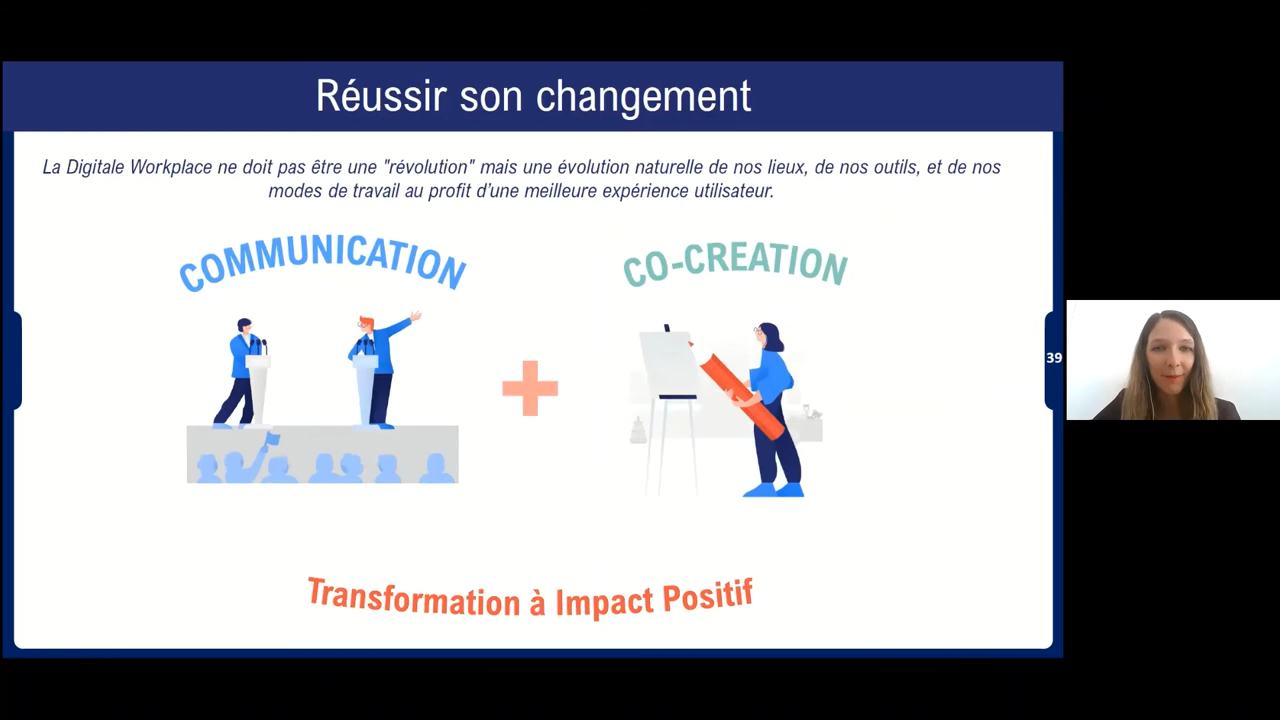 Réussir son changement
La Digitale Workplace ne doit pas être une "révolution" mais une évolution naturelle de nos lieux, de nos outils, et de nos
modes de travail au profit d'une meilleure expérience utilisateur.
COMMUNICATION
CO-CREATION
39
Transformation à Impact Positif